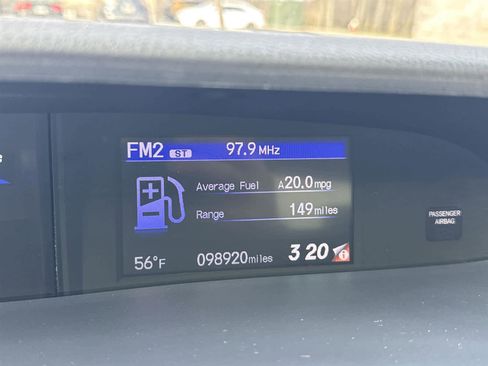 FM2 ST 97.9 MHz
Average Fuel A20.0 mpg
Range 149 miles
56°F 098920 miles 3 20
PASSENGER
AIRBAG